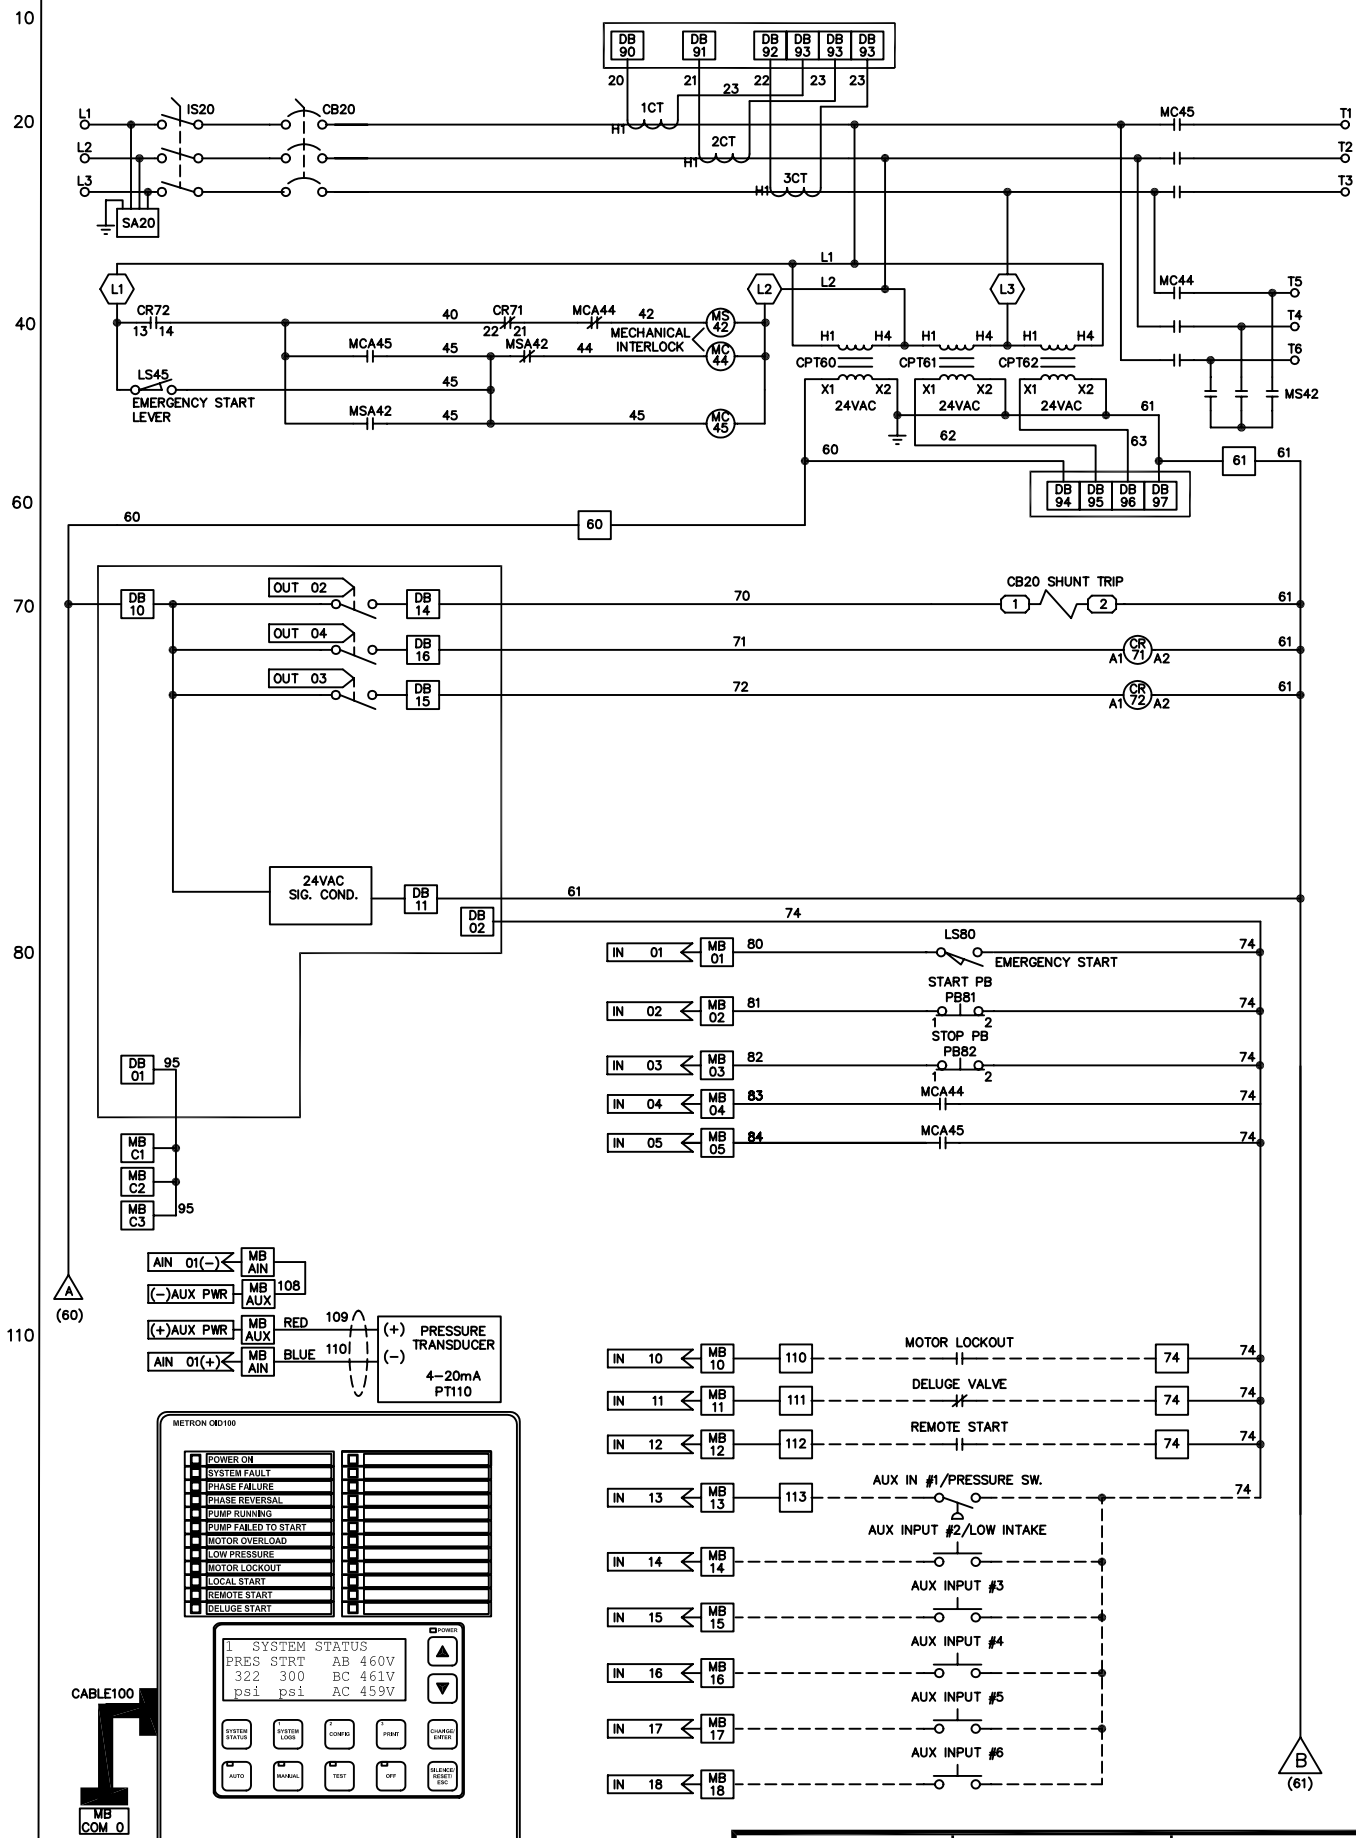 10
DB 90
DB 91
DB 92
DB 93
DB 93
DB 93
20 21 22 23 23
23
1CT
20
L1 IS20 CB20 H1 MC45 T1
L2 H1 2CT T2
L3 H1 3CT T3
SA20
L1
L2
L1 L2 L3 MC44 T5
T4
T6
40
CR72 13 14
40
CR71 22 21
MCA44
42
MS 42
MECHANICAL
INTERLOCK
MCA45 45 MSA42 44
MC 44
LS45 45
EMERGENCY START
LEVER
MSA42 45 45
MC 45
H1 H4 H1 H4 H1 H4
CPT60 CPT61 CPT62
X1 X2 X1 X2 X1 X2
24VAC 24VAC 24VAC
MS42
61
60 62 63 61 61
DB 94
DB 95
DB 96
DB 97
60
60 60
CB20 SHUNT TRIP
70
DB 10
OUT 02
DB 14
70 1 2 61
OUT 04
DB 16
71 A1 CR 71 A2 61
OUT 03
DB 15
72 A1 CR 72 A2 61
24VAC
SIG. COND.
DB 11
61
DB 02
74
80
IN 01 MB 01 80 LS80 74
EMERGENCY START
START PB
IN 02 MB 02 81 PB81 1 2 74
STOP PB
IN 03 MB 03 82 PB82 1 2 74
IN 04 MB 04 83 MCA44 74
IN 05 MB 05 84 MCA45 74
DB 01
95
MB C1
MB C2
MB C3
95
AIN 01(-) MB AIN
(-)AUX PWR MB AUX 108
A
(60)
110
(+)AUX PWR MB AUX RED 109 (+)
AIN 01(+) MB AIN BLUE 110 (-)
PRESSURE
TRANSDUCER
4-20mA
PT110
MOTOR LOCKOUT
IN 10 MB 10 110 74 74
DELUGE VALVE
IN 11 MB 11 111 74 74
REMOTE START
IN 12 MB 12 112 74 74
AUX IN #1/PRESSURE SW.
IN 13 MB 13 113 74
AUX INPUT #2/LOW INTAKE
IN 14 MB 14
AUX INPUT #3
IN 15 MB 15
AUX INPUT #4
IN 16 MB 16
AUX INPUT #5
IN 17 MB 17
AUX INPUT #6
IN 18 MB 18
B
(61)
METRON OID100
POWER ON
SYSTEM FAULT
PHASE FAILURE
PHASE REVERSAL
PUMP RUNNING
PUMP FAILED TO START
MOTOR OVERLOAD
LOW PRESSURE
MOTOR LOCKOUT
LOCAL START
REMOTE START
DELUGE START
POWER
1 SYSTEM STATUS
PRES STRT AB 460V
322 300 BC 461V
psi psi AC 459V
SYSTEM STATUS
1 SYSTEM LOGS
2 CONFIG
3 PRINT
CHANGE/ ENTER
AUTO
MANUAL
TEST
OFF
SILENCE/ RESET/ ESC
CABLE100
MB
COM 0